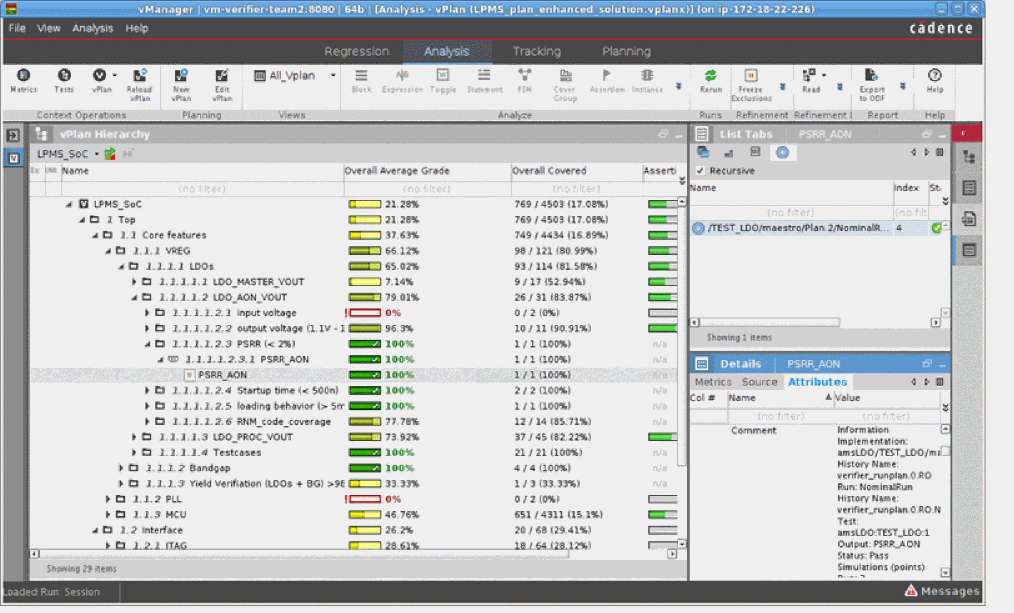 vManager | vm-verifier-team2:8080 | 64b | [Analysis - vPlan (LPMS_plan_enhanced_solution.vplanx)] (on ip-172-18-22-226)
File View Analysis Help
cadence
Regression Analysis Tracking Planning
Metrics Tests vPlan Reload vPlan New vPlan Edit vPlan All_Vplan Block Expression Toggle Statement FSM Cover Group Assertion Instance Rerun Freeze Exclusions Read Export to ODF Help
Context Operations Planning Views Analyze Runs Refinement Refinement Report Help
vPlan Hierarchy
LPMS_SoC
Ex UNR Name Overall Average Grade Overall Covered Asserti
(no filter) (no filter) (no filter)
LPMS_SoC 21.28% 769 / 4503 (17.08%)
1 Top 21.28% 769 / 4503 (17.08%)
1.1 Core features 37.63% 749 / 4434 (16.89%)
1.1.1 VREG 66.12% 98 / 121 (80.99%)
1.1.1.1 LDOs 65.02% 93 / 114 (81.58%)
1.1.1.1.1 LDO_MASTER_VOUT 7.14% 9 / 17 (52.94%)
1.1.1.1.2 LDO_AON_VOUT 79.01% 26 / 31 (83.87%)
1.1.1.1.2.1 input voltage ! 0% 0 / 2 (0%)
1.1.1.1.2.2 output voltage (1.1V - 1 96.3% 10 / 11 (90.91%)
1.1.1.1.2.3 PSRR (< 2%) 100% 1 / 1 (100%) n/a
1.1.1.1.2.3.1 PSRR_AON 100% 1 / 1 (100%) n/a
PSRR_AON 100% 1 / 1 (100%) n/a
1.1.1.1.2.4 Startup time (< 500n) 100% 2 / 2 (100%) n/a
1.1.1.1.2.5 loading behavior (> 5m 100% 1 / 1 (100%) n/a
1.1.1.1.2.6 RNM_code_coverage 77.78% 12 / 14 (85.71%) n/a
1.1.1.1.3 LDO_PROC_VOUT 73.92% 37 / 45 (82.22%)
1.1.1.1.4 Testcases 100% 21 / 21 (100%) n/a
1.1.1.2 Bandgap 100% 4 / 4 (100%) n/a
1.1.1.3 Yield Verifiation (LDOs + BG) >98 33.33% 1 / 3 (33.33%) n/a
1.1.2 PLL ! 0% 0 / 2 (0%)
1.1.3 MCU 46.76% 651 / 4311 (15.1%)
1.2 Interface 26.2% 20 / 68 (29.41%)
1.2.1 JTAG 28.61% 18 / 64 (28.12%)
Showing 29 items
Loaded Run: Session
List Tabs PSRR_AON
Recursive
Name Index St
(no filter) (no filt
/TEST_LDO/maestro/Plan.2/NominalR... 4
Showing 1 items
Details PSRR_AON
Metrics Source Attributes
Col # Name Value
(no filter) (no filter)
Comment Information
Implementation:
amsLDO/TEST_LDO/ma
History Name:
verifier_runplan.0.RO
Run: NominalRun
History Name:
verifier_runplan.0.RO.N
Test:
amsLDO:TEST_LDO:1
Output: PSRR_AON
Status: Pass
Simulations (points)
Messages